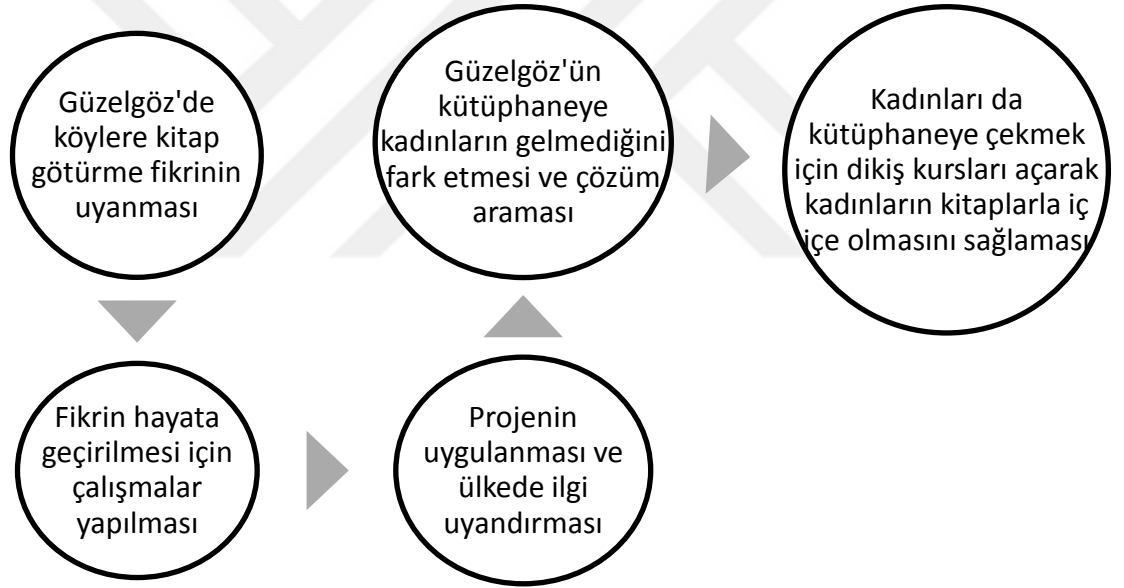 Güzelgöz'de
köylere kitap
götürme fikrinin
uyanması
Fikrin hayata
geçirilmesi için
çalışmalar
yapılması
Projenin
uygulanması ve
ülkede ilgi
uyandırması
Güzelgöz'ün
kütüphaneye
kadınların gelmediğini
fark etmesi ve çözüm
araması
Kadınları da
kütüphaneye çekmek
için dikiş kursları açarak
kadınların kitaplarla iç
içe olmasını sağlaması